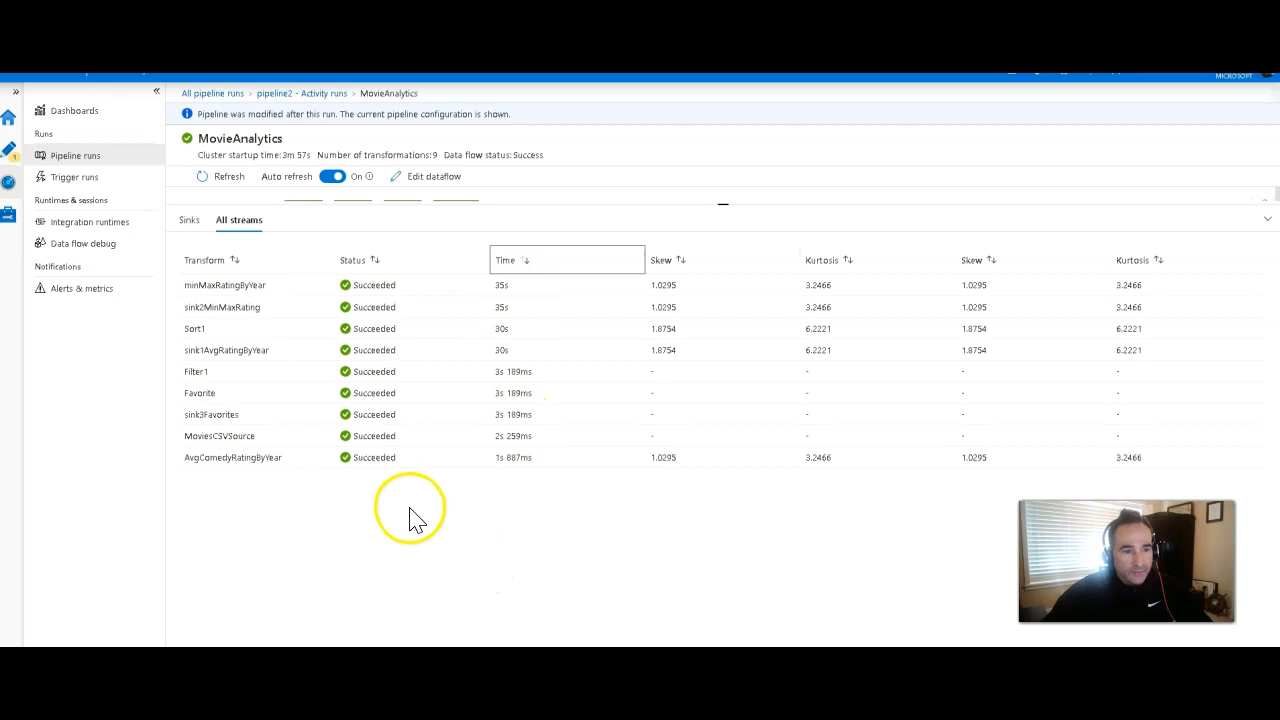 MICROSOFT
All pipeline runs > pipeline2 - Activity runs > MovieAnalytics
Pipeline was modified after this run. The current pipeline configuration is shown.
MovieAnalytics
Cluster startup time: 3m 57s Number of transformations: 9 Data flow status: Success
Refresh Auto refresh On Edit dataflow
Dashboards
Runs
Pipeline runs
Trigger runs
Runtimes & sessions
Integration runtimes
Data flow debug
Notifications
Alerts & metrics
1
Sinks All streams
Transform Status Time Skew Kurtosis Skew Kurtosis
minMaxRatingByYear Succeeded 35s 1.0295 3.2466 1.0295 3.2466
sink2MinMaxRating Succeeded 35s 1.0295 3.2466 1.0295 3.2466
Sort1 Succeeded 30s 1.8754 6.2221 1.8754 6.2221
sink1AvgRatingByYear Succeeded 30s 1.8754 6.2221 1.8754 6.2221
Filter1 Succeeded 3s 189ms - - - -
Favorite Succeeded 3s 189ms - - - -
sink3Favorites Succeeded 3s 189ms - - - -
MoviesCSVSource Succeeded 2s 259ms - - - -
AvgComedyRatingByYear Succeeded 1s 887ms 1.0295 3.2466 1.0295 3.2466